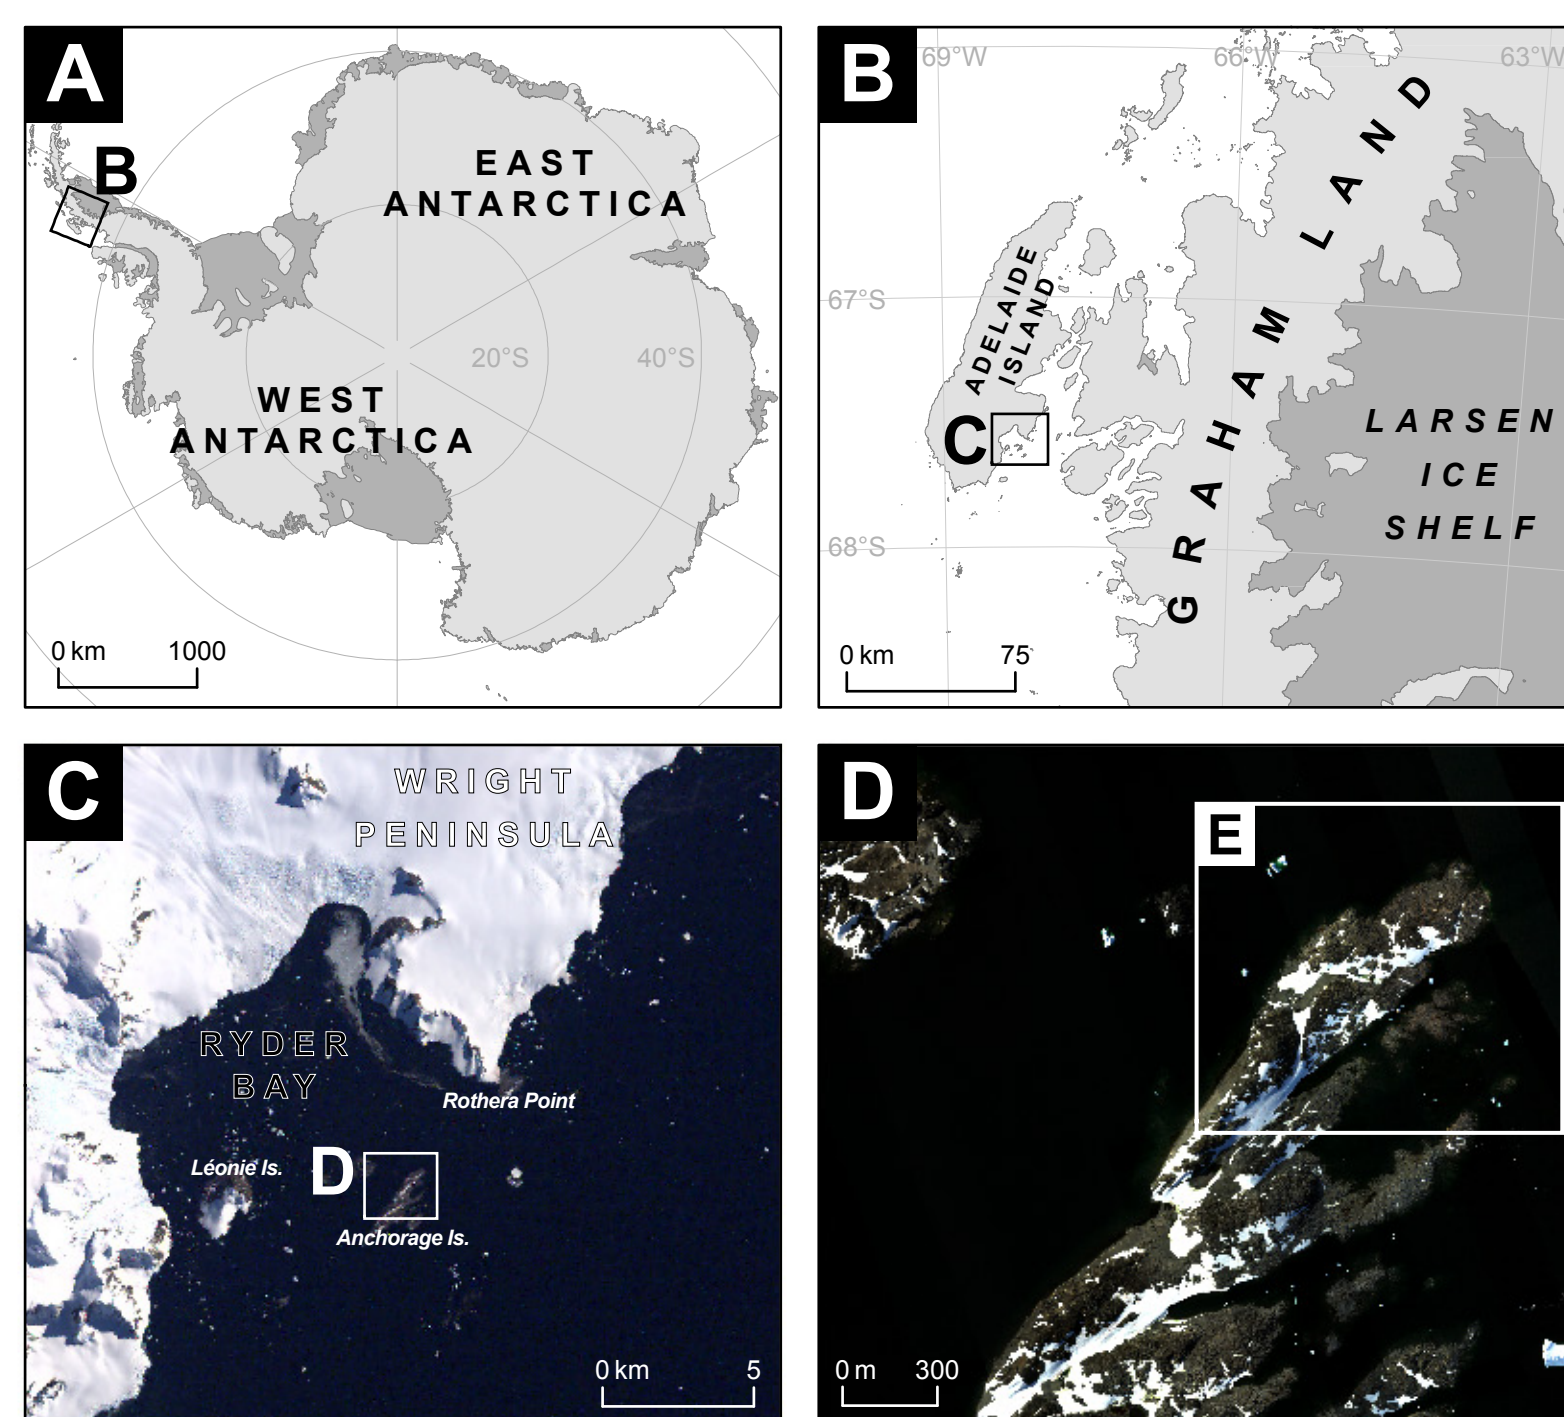 A
B
EAST
ANTARCTICA
20°S
40°S
WEST
ANTARCTICA
0 km
1000
B
69°W
66°W
63°W
GRAHAM LAND
ADELAIDE
ISLAND
67°S
C
LARSEN
ICE
SHELF
68°S
0 km
75
C
WRIGHT
PENINSULA
RYDER
BAY
Rothera Point
Léonie Is.
D
Anchorage Is.
0 km
5
D
E
0 m
300